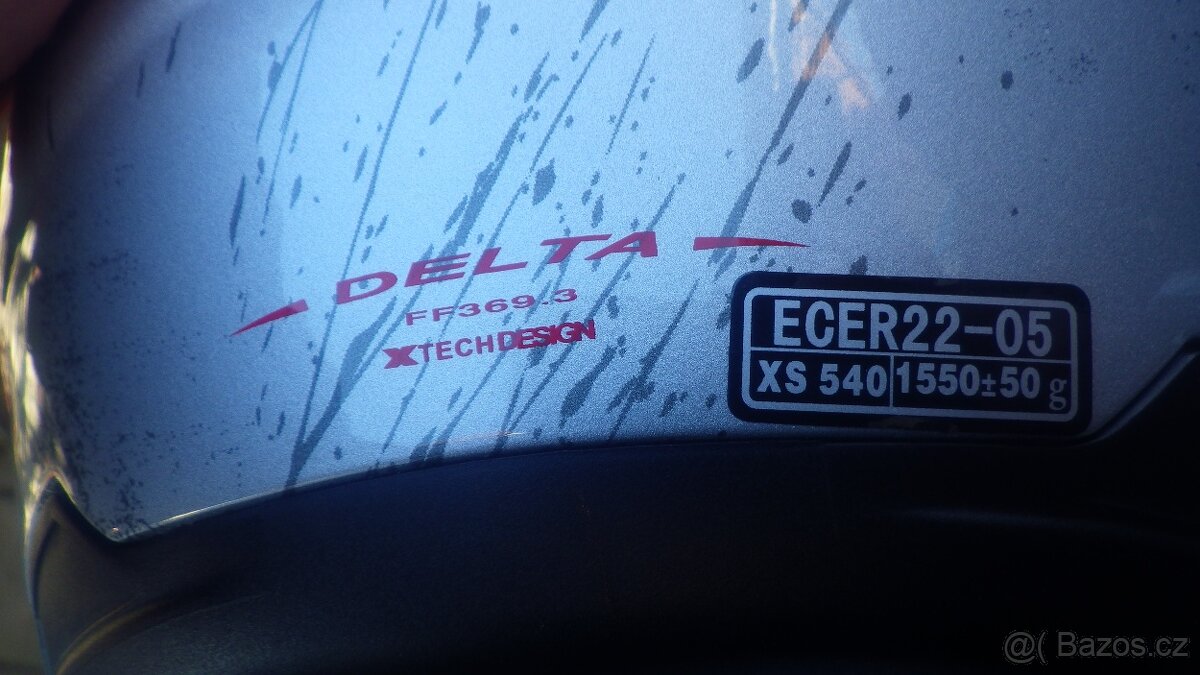 DELTA
FF369.3
XTECHDESIGN
ECER22-05
XS 540 1550±50 g
@( Bazos.cz